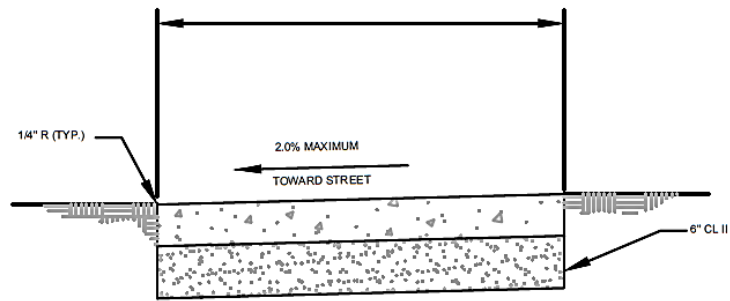 1/4" R (TYP.)
2.0% MAXIMUM
TOWARD STREET
6" CL II